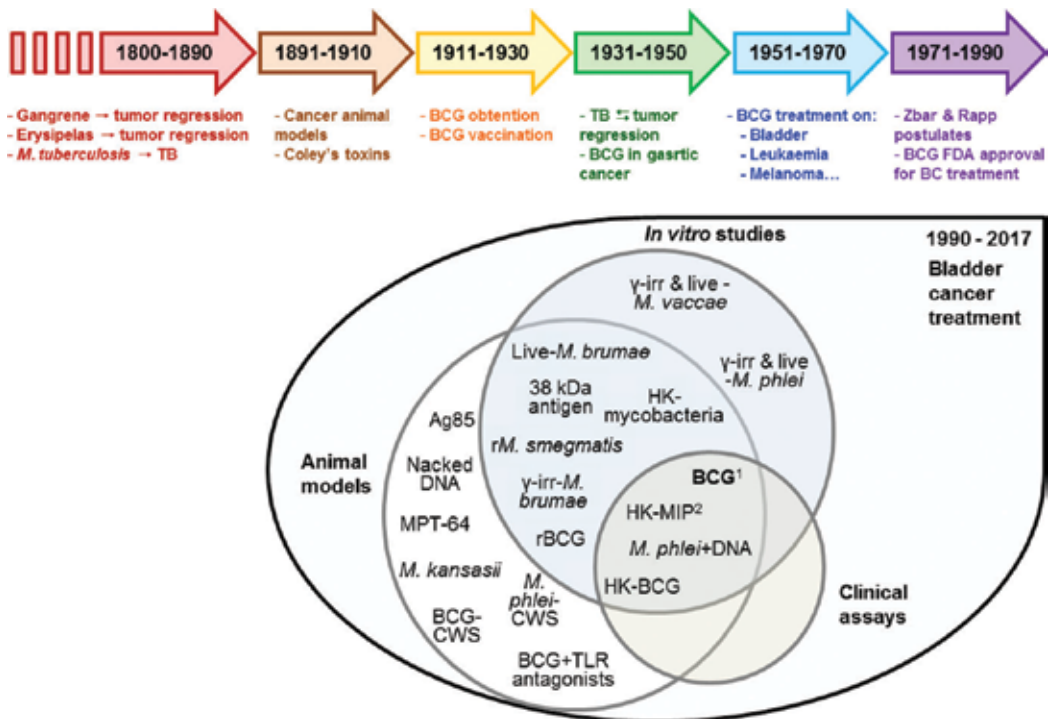 1800-1890
1891-1910
1911-1930
1931-1950
1951-1970
1971-1990
- Gangrene → tumor regression
- Erysipelas → tumor regression
- M. tuberculosis → TB
- Cancer animal
models
- Coley's toxins
- BCG obtention
- BCG vaccination
- TB ⇆ tumor
regression
- BCG in gasrtic
cancer
- BCG treatment on:
- Bladder
- Leukaemia
- Melanoma...
- Zbar & Rapp
postulates
- BCG FDA approval
for BC treatment
In vitro studies
1990 - 2017
Bladder
cancer
treatment
γ-irr & live -
M. vaccae
γ-irr & live
-M. phlei
Live-M. brumae
38 kDa
antigen
HK-
mycobacteria
rM. smegmatis
γ-irr-M.
brumae
rBCG
Animal
models
Ag85
Nacked
DNA
MPT-64
M. kansasii
M.
phlei-
CWS
BCG-
CWS
BCG+TLR
antagonists
BCG¹
HK-MIP²
M. phlei+DNA
HK-BCG
Clinical
assays